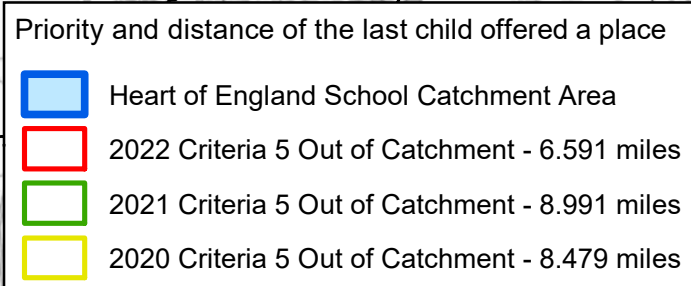 Priority and distance of the last child offered a place
Heart of England School Catchment Area
2022 Criteria 5 Out of Catchment - 6.591 miles
2021 Criteria 5 Out of Catchment - 8.991 miles
2020 Criteria 5 Out of Catchment - 8.479 miles